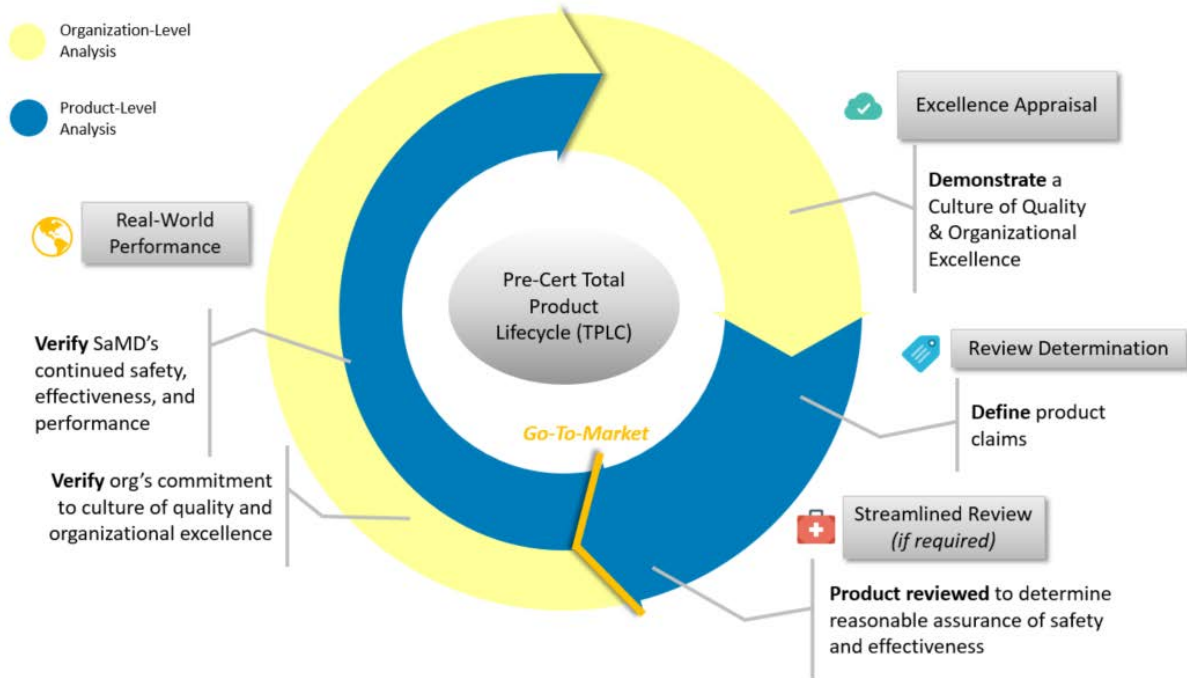 Organization-Level
Analysis
Product-Level
Analysis
Excellence Appraisal
Demonstrate a
Culture of Quality
& Organizational
Excellence
Real-World
Performance
Pre-Cert Total
Product
Lifecycle (TPLC)
Verify SaMD's
continued safety,
effectiveness, and
performance
Review Determination
Define product
claims
Go-To-Market
Verify org's commitment
to culture of quality and
organizational excellence
Streamlined Review
(if required)
Product reviewed to determine
reasonable assurance of safety
and effectiveness